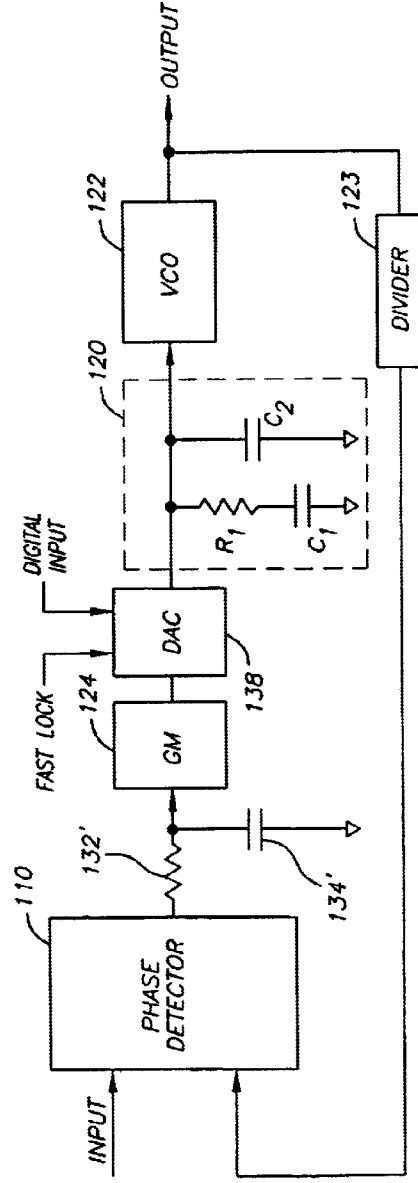 INPUT
PHASE
DETECTOR
110
132'
134'
GM
124
FAST LOCK
DIGITAL
INPUT
DAC
138
120
R1
C1
C2
VCO
122
OUTPUT
DIVIDER
123